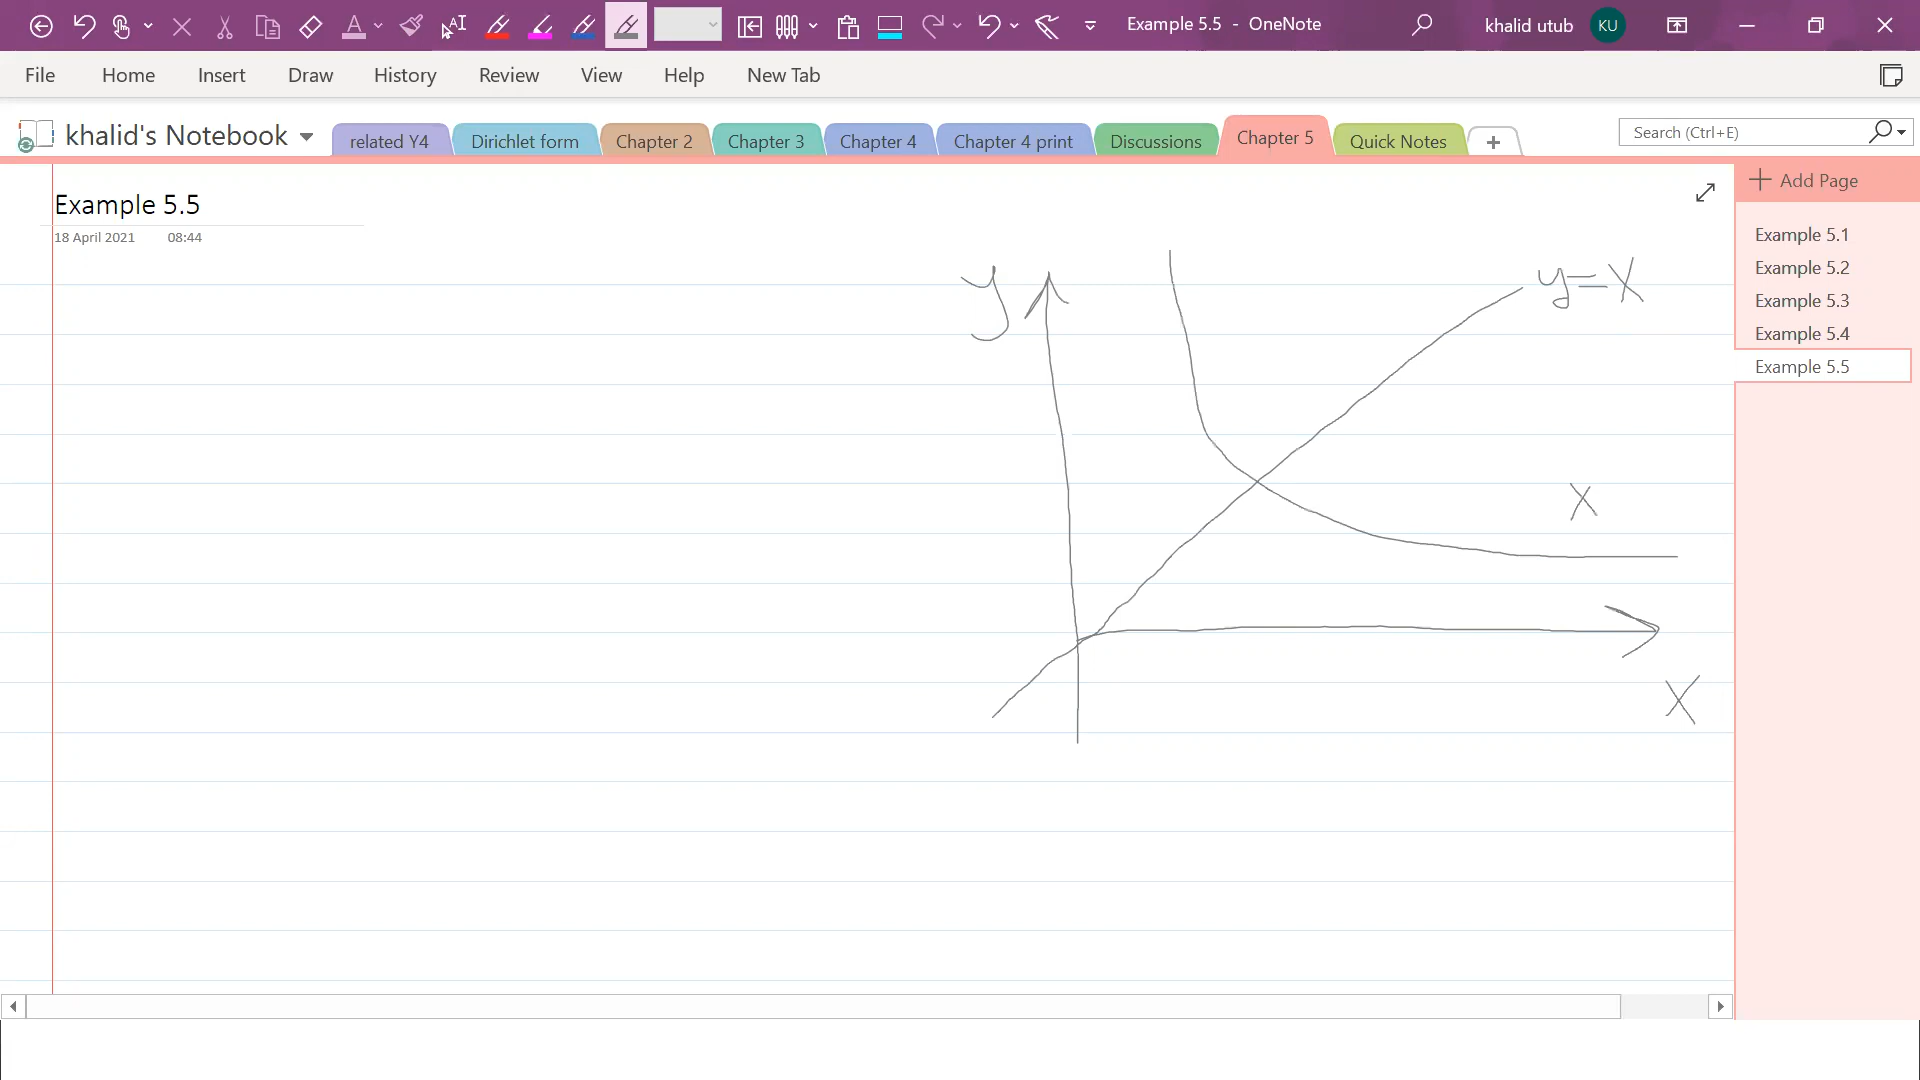 Example 5.5 - OneNote
khalid utub
KU
File
Home
Insert
Draw
History
Review
View
Help
New Tab
khalid's Notebook
related Y4
Dirichlet form
Chapter 2
Chapter 3
Chapter 4
Chapter 4 print
Discussions
Chapter 5
Quick Notes
Search (Ctrl+E)
Add Page
Example 5.1
Example 5.2
Example 5.3
Example 5.4
Example 5.5
Example 5.5
18 April 2021 08:44
y
y=x
x
x